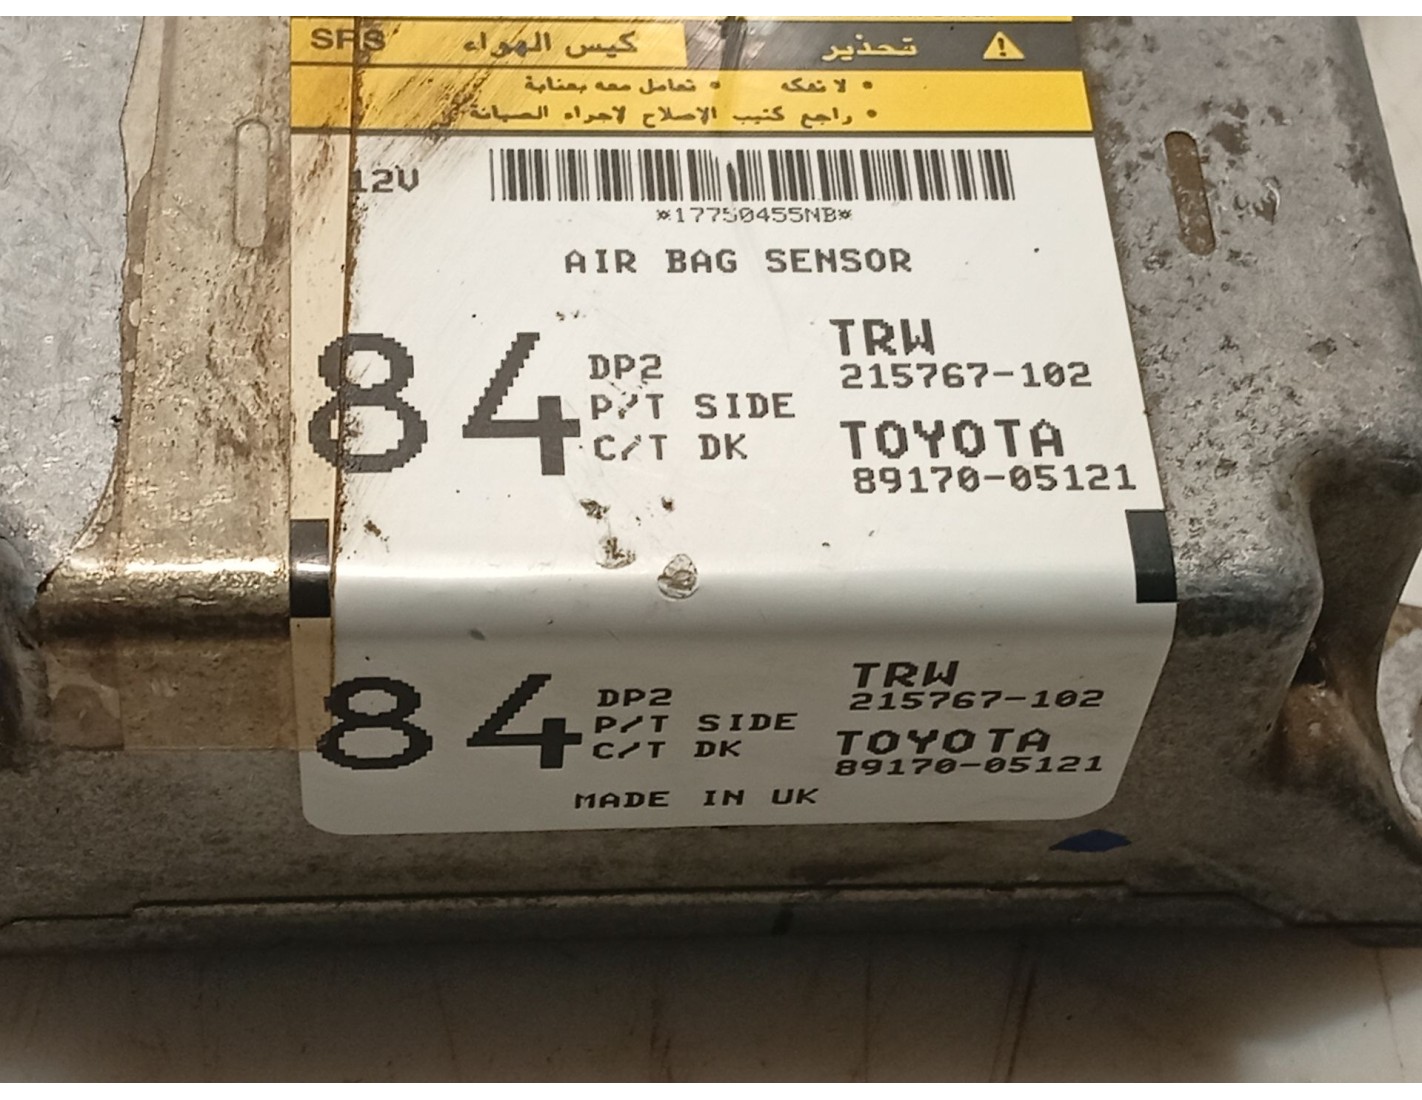 SRS كيس الهواء تحذير
• لا تفكه • تعامل معه بعناية
• راجع كتيب الإصلاح لاجراء الصيانة
12V
*17750455NB*
AIR BAG SENSOR
84
DP2
P/T SIDE
C/T DK
TRW
215767-102
TOYOTA
89170-05121
84
DP2
P/T SIDE
C/T DK
TRW
215767-102
TOYOTA
89170-05121
MADE IN UK